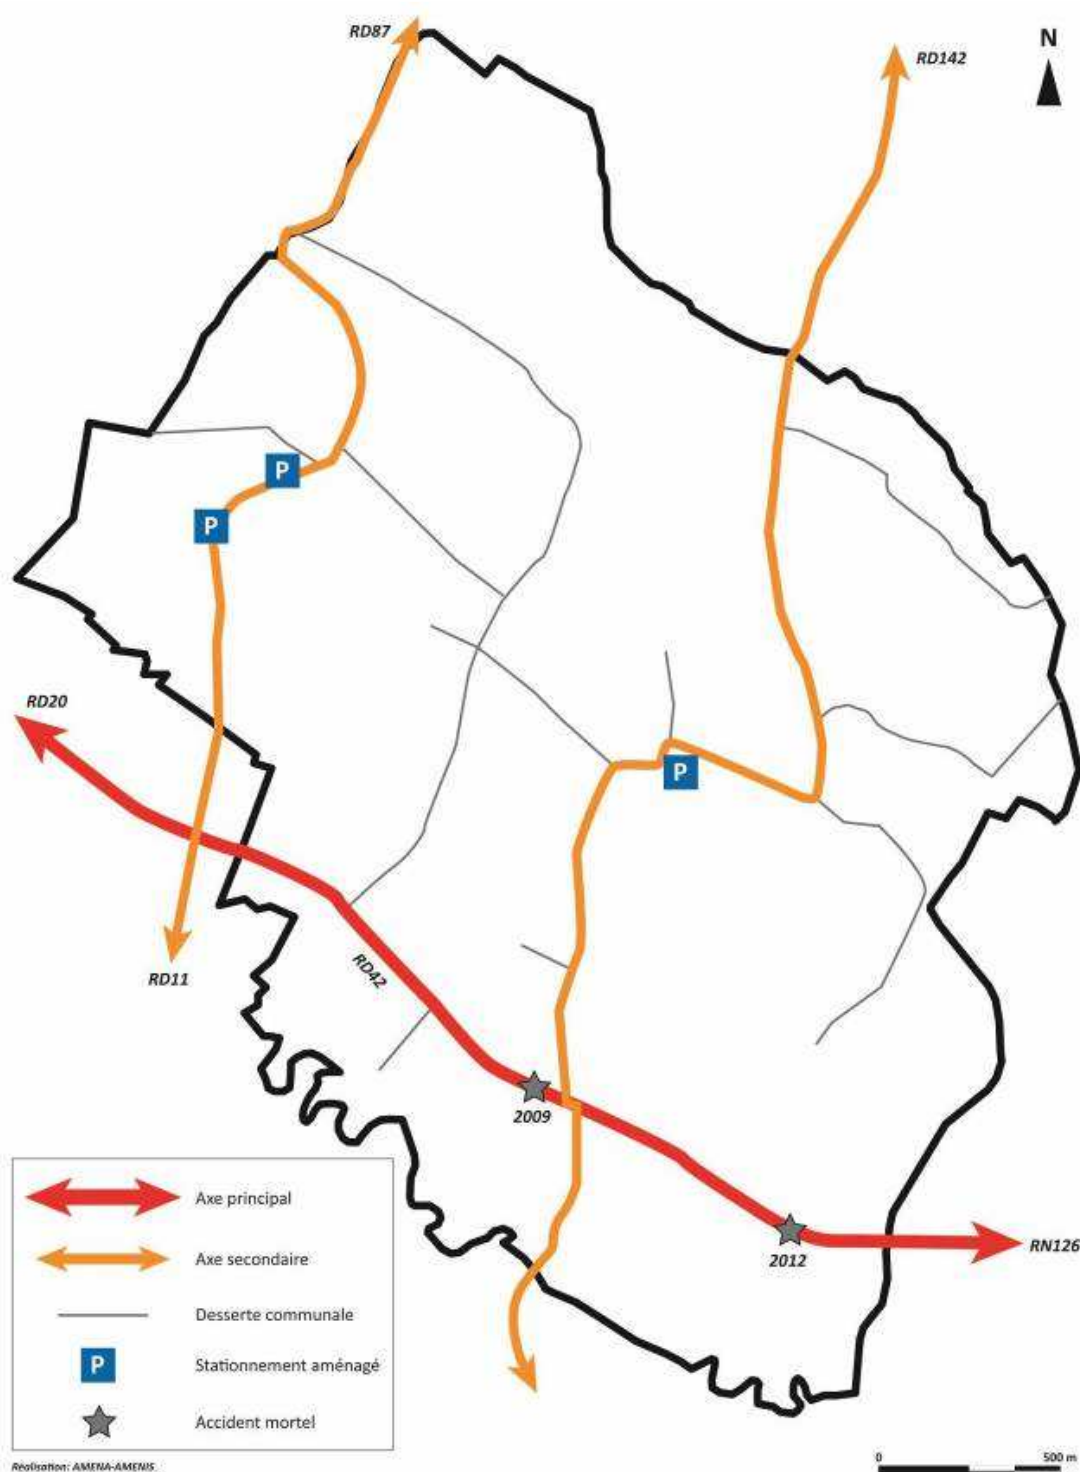 RD87
N
RD142
P
P
RD20
P
RD42
RD11
2009
2012
RN126
Axe principal
Axe secondaire
Desserte communale
P
Stationnement aménagé
Accident mortel
Réalisation: AMENA-AMENIS
0
500 m